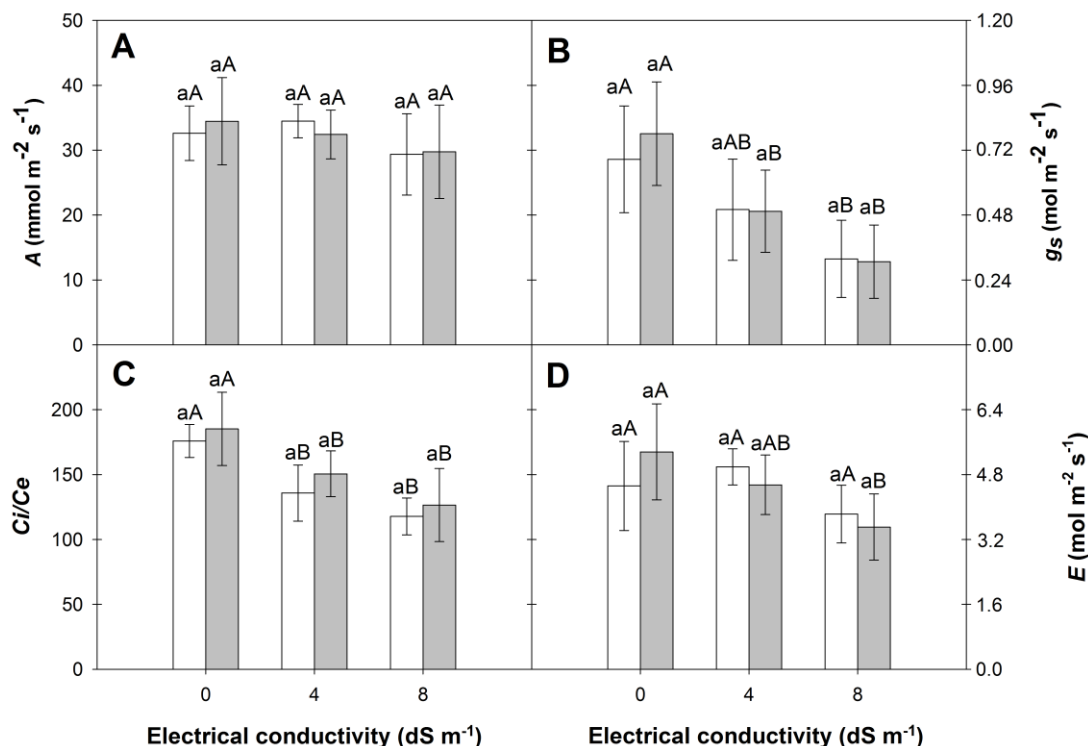 A
B
50
40
30
20
10
0
A (mmol m⁻² s⁻¹)
aA
aA
aA
aA
aA
aA
aA
aA
aAB
aB
aB
aB
1.20
0.96
0.72
0.48
0.24
0.00
gs (mol m⁻² s⁻¹)
C
D
200
150
100
50
0
Ci/Ce
aA
aA
aB
aB
aB
aB
aA
aA
aA
aAB
aA
aB
6.4
4.8
3.2
1.6
0.0
E (mol m⁻² s⁻¹)
0
4
8
0
4
8
Electrical conductivity (dS m⁻¹)
Electrical conductivity (dS m⁻¹)